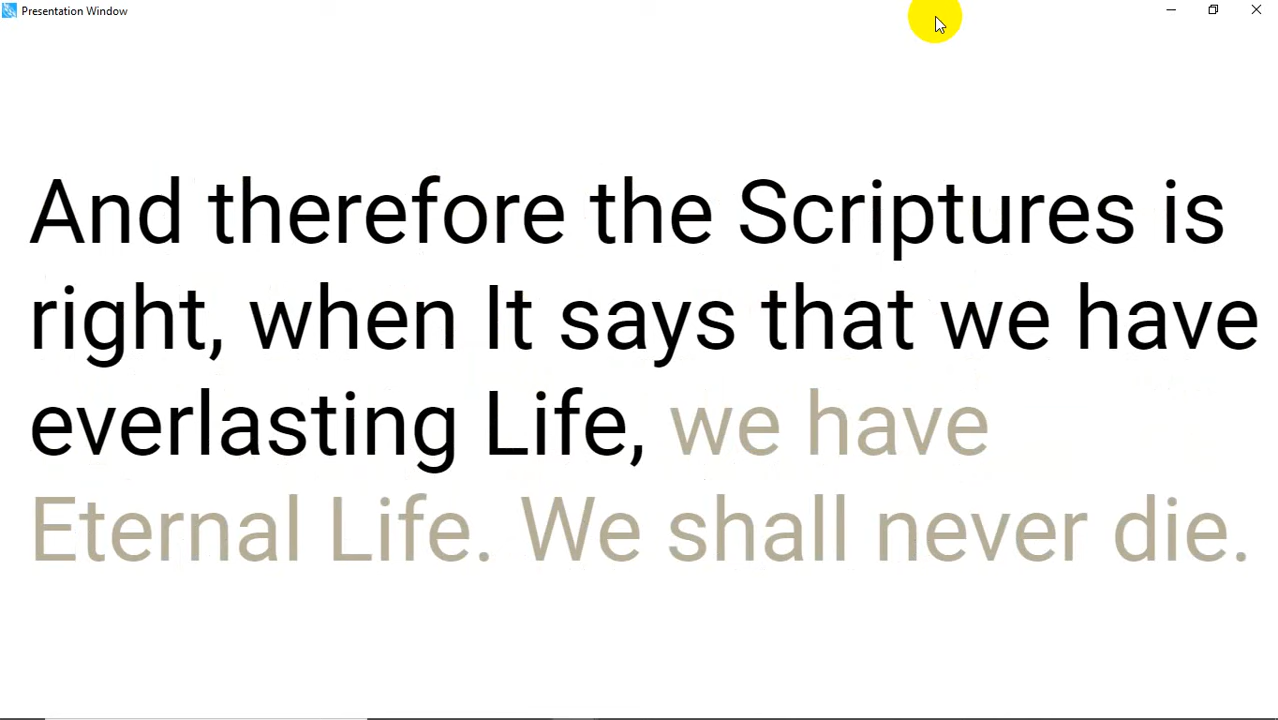 Presentation Window
And therefore the Scriptures is
right, when It says that we have
everlasting Life, we have
Eternal Life. We shall never die.